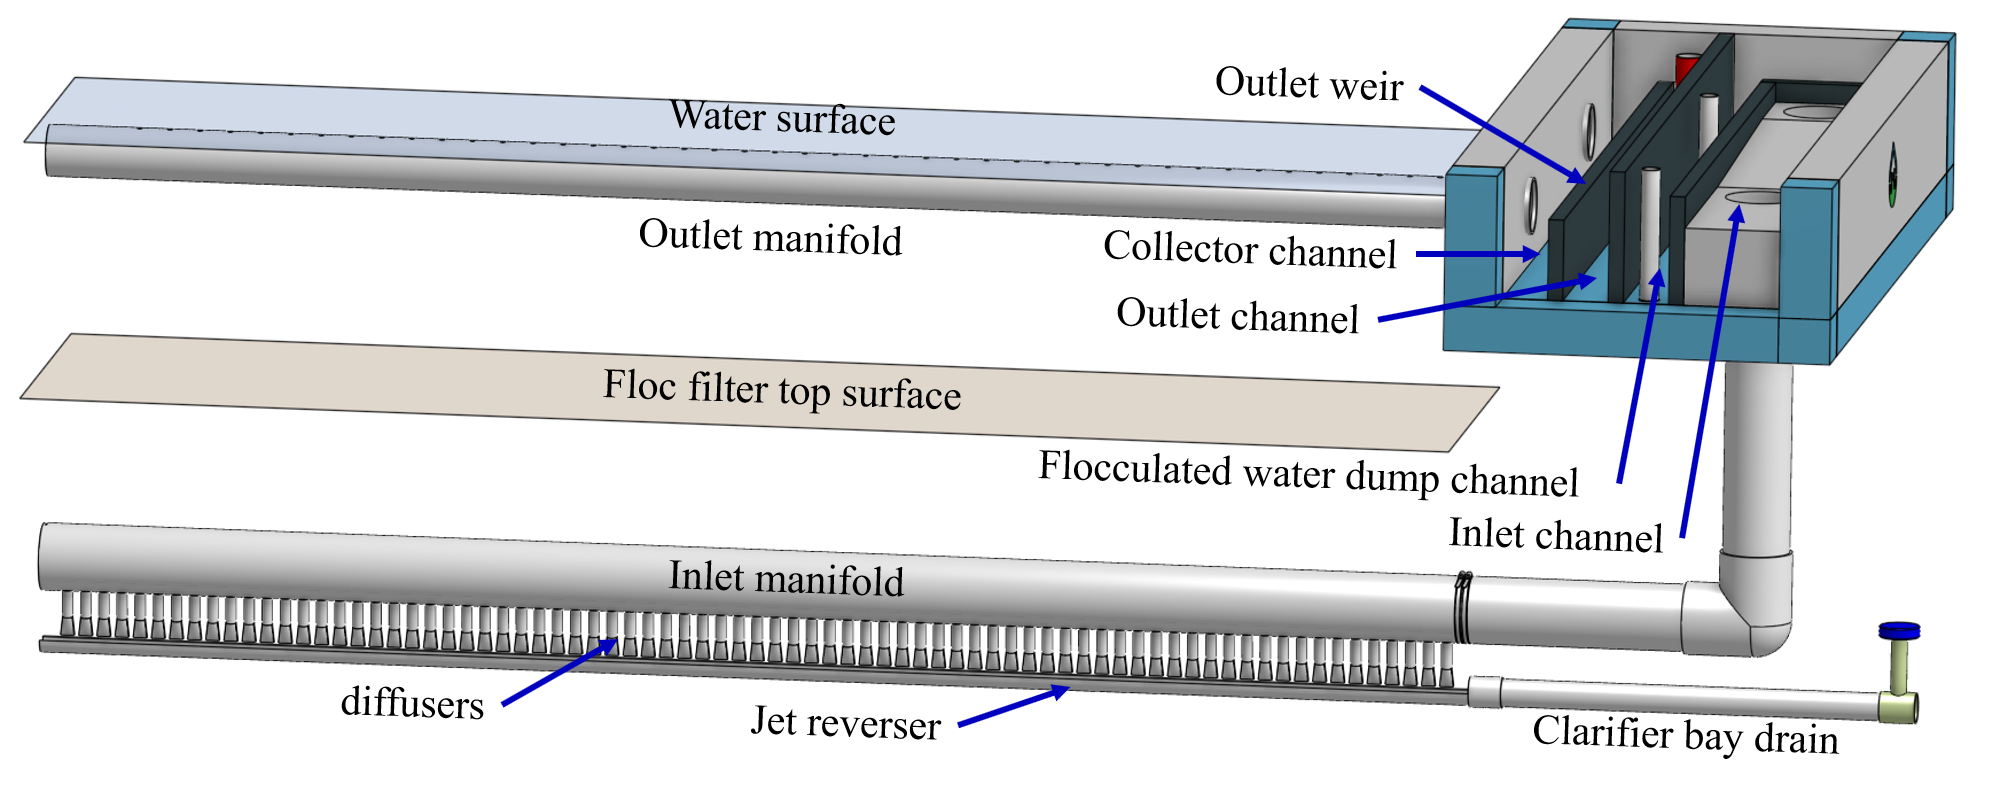 Outlet weir
Water surface
Outlet manifold
Collector channel
Outlet channel
Floc filter top surface
Flocculated water dump channel
Inlet channel
Inlet manifold
diffusers
Jet reverser
Clarifier bay drain